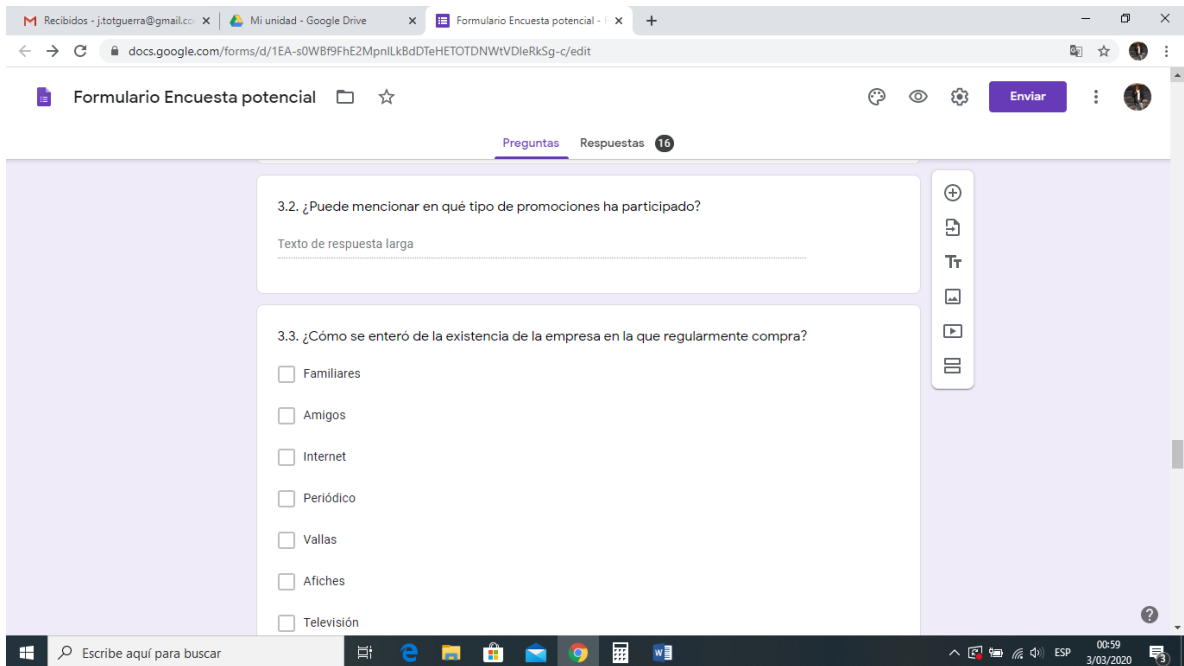 Recibidos - j.totguerra@gmail.co
Mi unidad - Google Drive
Formulario Encuesta potencial -
docs.google.com/forms/d/1EA-s0WBf9FhE2MpnlLkBdDTeHETOTDNWtVDIeRkSg-c/edit
Formulario Encuesta potencial
Enviar
Preguntas
Respuestas 16
3.2. ¿Puede mencionar en qué tipo de promociones ha participado?
Texto de respuesta larga
3.3. ¿Cómo se enteró de la existencia de la empresa en la que regularmente compra?
Familiares
Amigos
Internet
Periódico
Vallas
Afiches
Televisión
Escribe aquí para buscar
ESP
00:59
3/03/2020
3